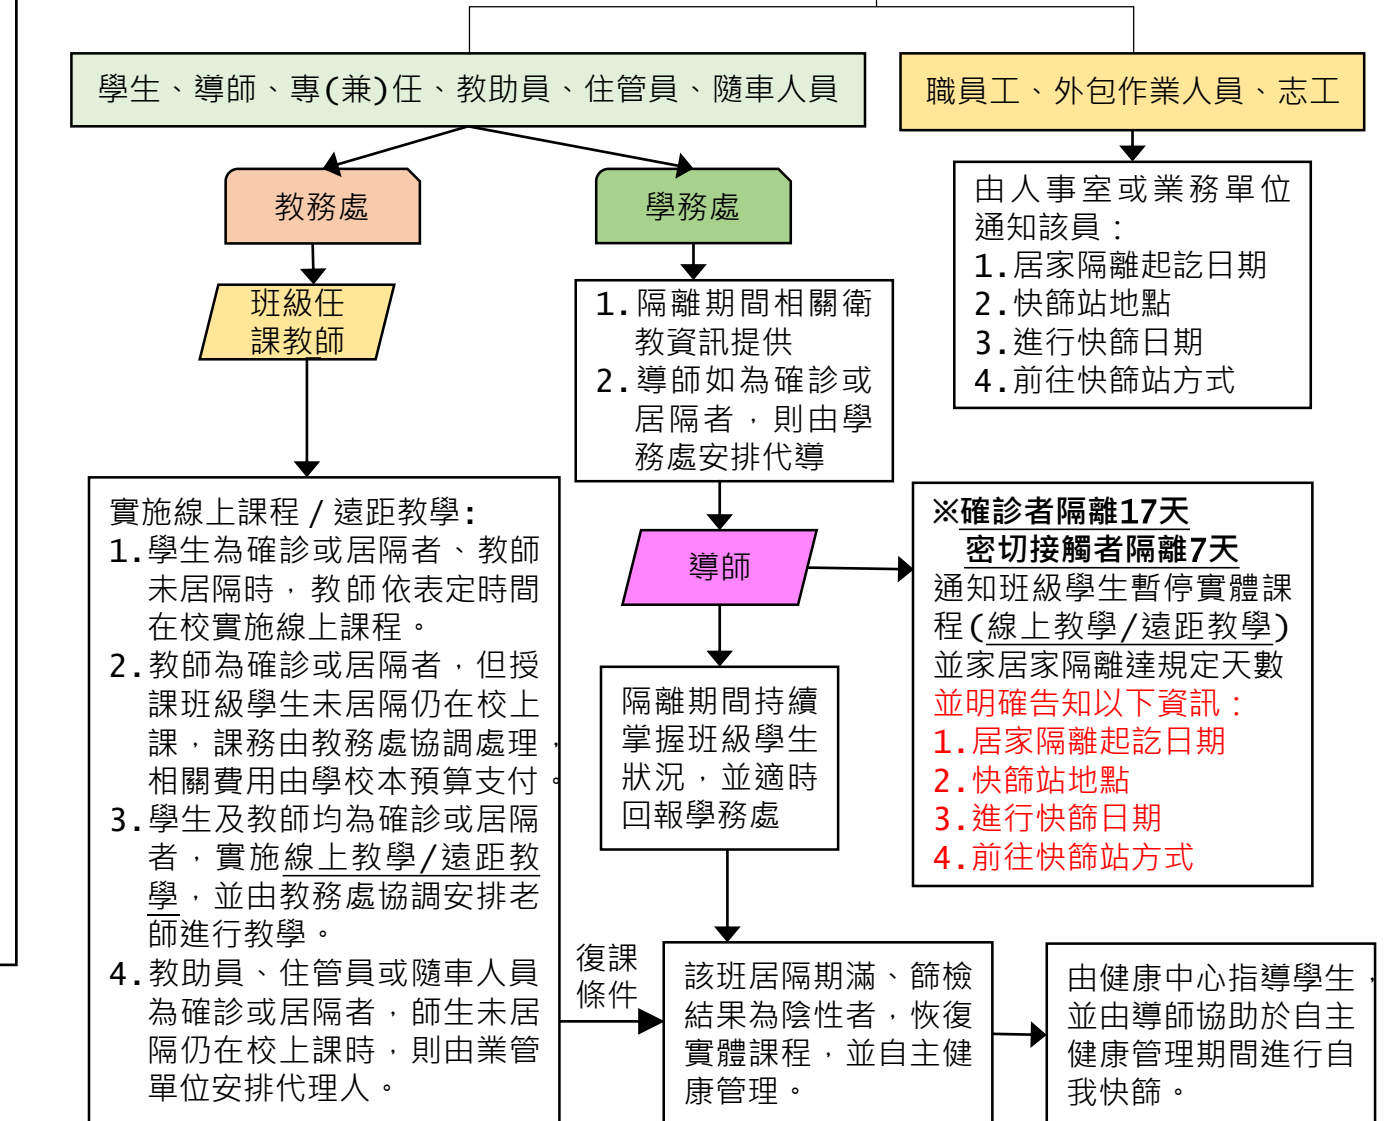 學生、導師、專(兼)任、教助員、住管員、隨車人員
職員工、外包作業人員、志工
教務處
學務處
由人事室或業務單位
通知該員：
1.居家隔離起訖日期
2.快篩站地點
3.進行快篩日期
4.前往快篩站方式
班級任
課教師
1.隔離期間相關衛
教資訊提供
2.導師如為確診或
居隔者，則由學
務處安排代導
實施線上課程/遠距教學:
1.學生為確診或居隔者、教師
未居隔時，教師依表定時間
在校實施線上課程。
2.教師為確診或居隔者，但授
課班級學生未居隔仍在校上
課，課務由教務處協調處理，
相關費用由學校本預算支付。
3.學生及教師均為確診或居隔
者，實施線上教學/遠距教
學，並由教務處協調安排老
師進行教學。
4.教助員、住管員或隨車人員
為確診或居隔者，師生未居
隔仍在校上課時，則由業管
單位安排代理人。
導師
※確診者隔離17天
密切接觸者隔離7天
通知班級學生暫停實體課
程(線上教學/遠距教學)
並家居家隔離達規定天數
並明確告知以下資訊：
1.居家隔離起訖日期
2.快篩站地點
3.進行快篩日期
4.前往快篩站方式
隔離期間持續
掌握班級學生
狀況，並適時
回報學務處
復課
條件
該班居隔期滿、篩檢
結果為陰性者，恢復
實體課程，並自主健
康管理。
由健康中心指導學生，
並由導師協助於自主
健康管理期間進行自
我快篩。